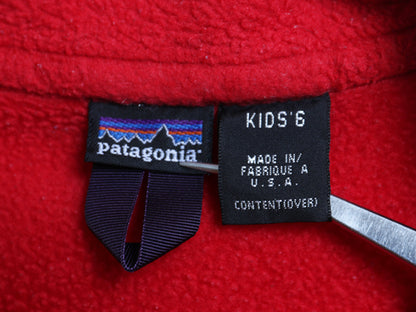 patagonia
KIDS'6
MADE IN/
FABRIQUE A
U.S.A.
CONTENT(OVER)